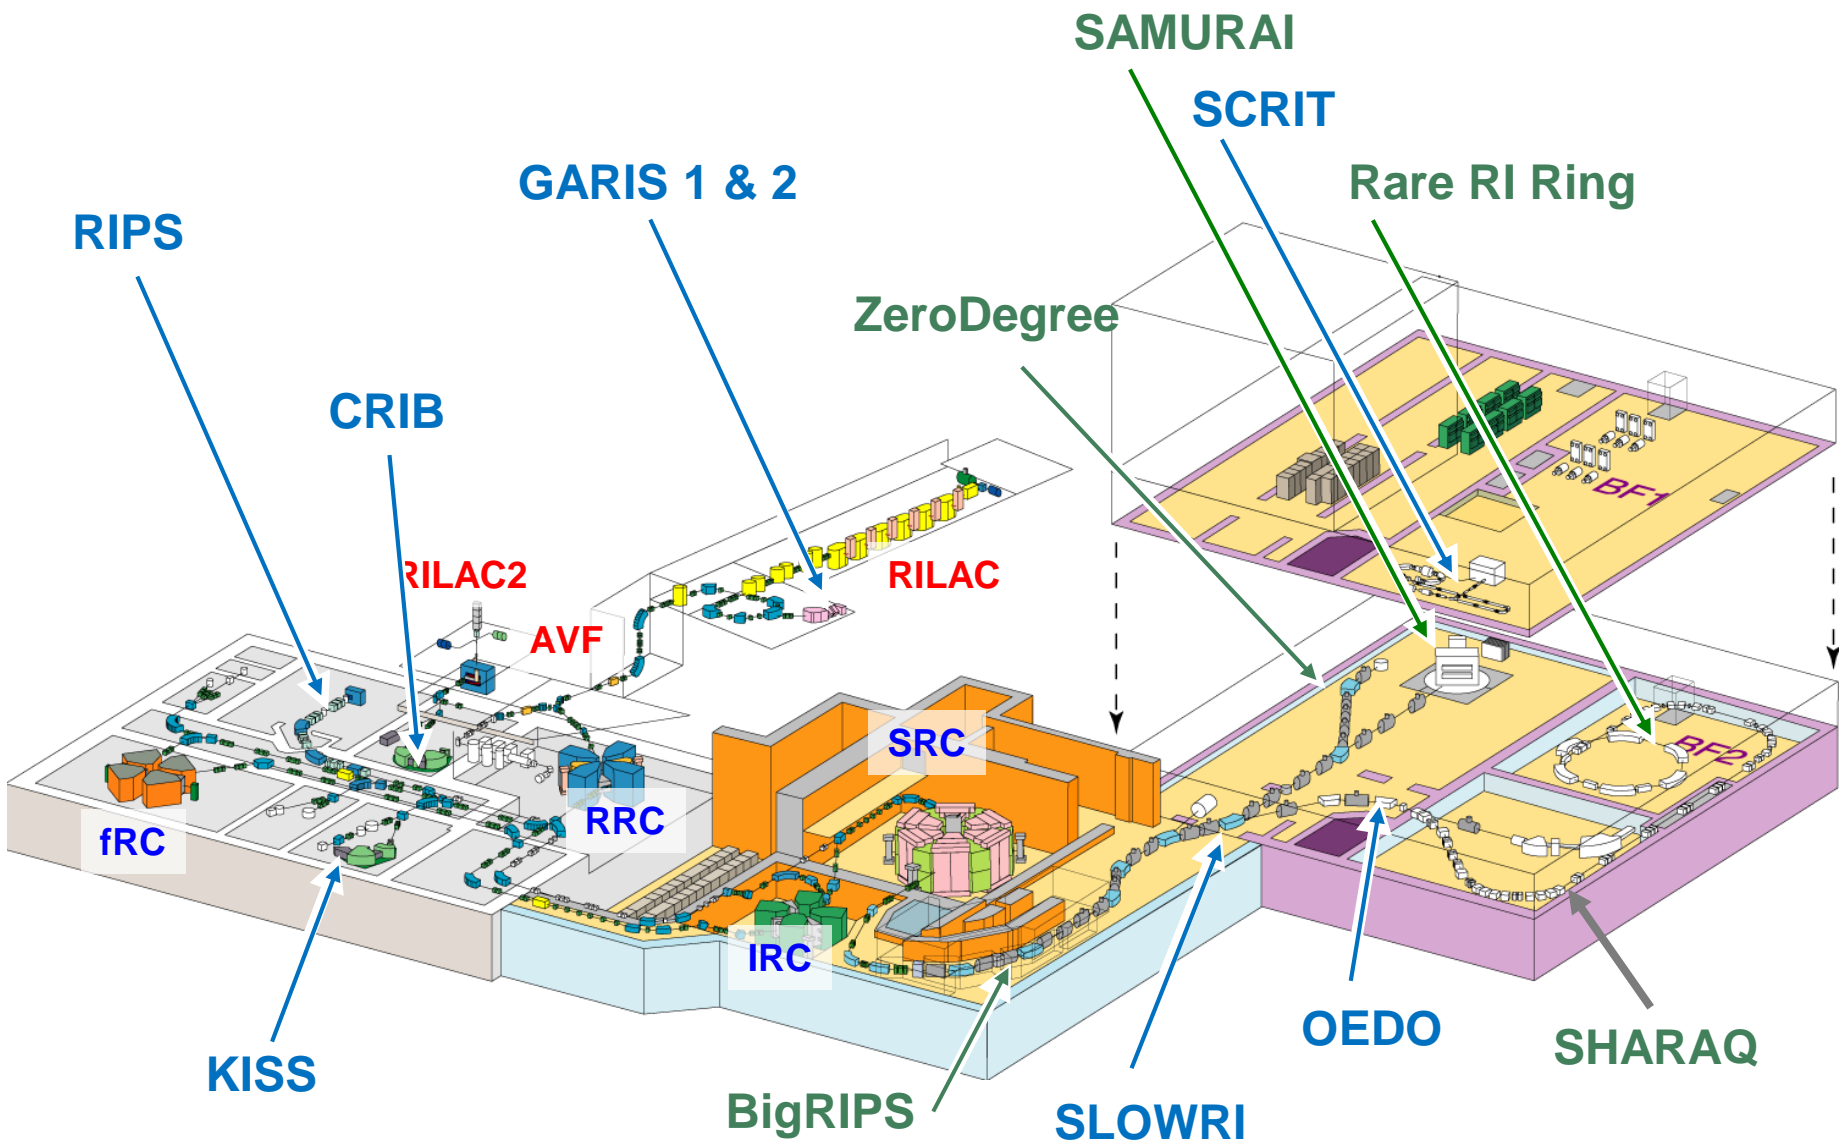 SAMURAI
SCRIT
GARIS 1 & 2
Rare RI Ring
RIPS
ZeroDegree
CRIB
BF1
RILAC2
RILAC
AVF
SRC
BF2
RRC
fRC
IRC
OEDO
SHARAQ
KISS
BigRIPS
SLOWRI